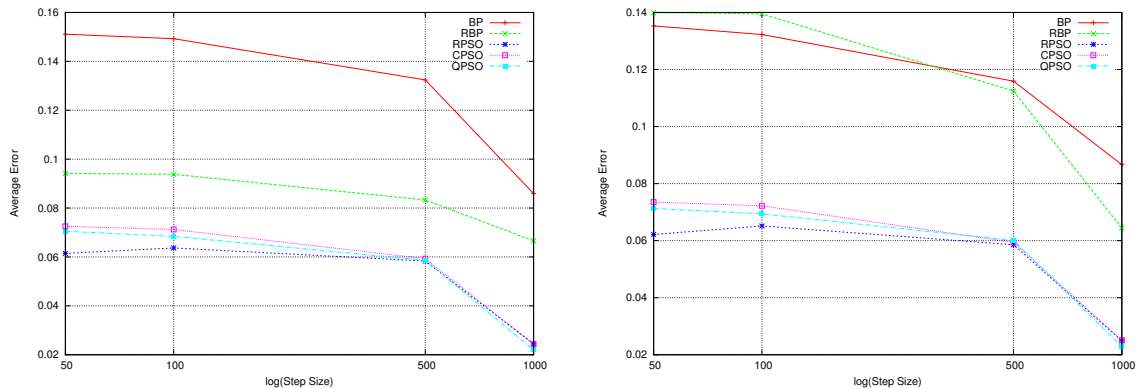 0.16
0.14
0.12
0.1
0.08
0.06
0.04
0.02
50
100
500
1000
Average Error
log(Step Size)
BP
RBP
RPSO
CPSO
QPSO
0.14
0.12
0.1
0.08
0.06
0.04
0.02
50
100
500
1000
Average Error
log(Step Size)
BP
RBP
RPSO
CPSO
QPSO